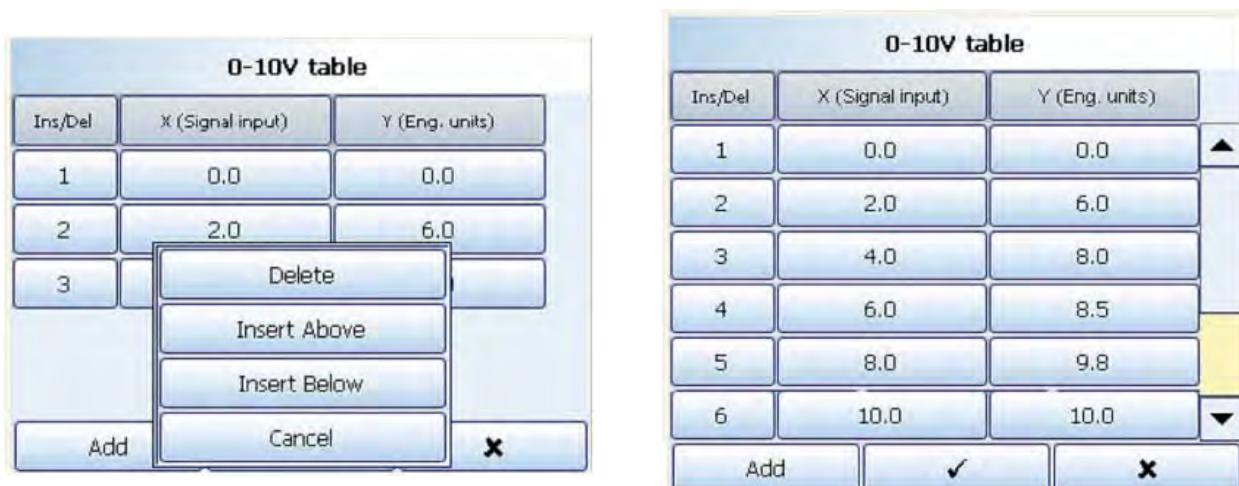 0-10V table
Ins/Del X (Signal input) Y (Eng. units)
1 0.0 0.0
2 2.0 6.0
3
Delete
Insert Above
Insert Below
Cancel
Add
0-10V table
Ins/Del X (Signal input) Y (Eng. units)
1 0.0 0.0
2 2.0 6.0
3 4.0 8.0
4 6.0 8.5
5 8.0 9.8
6 10.0 10.0
Add